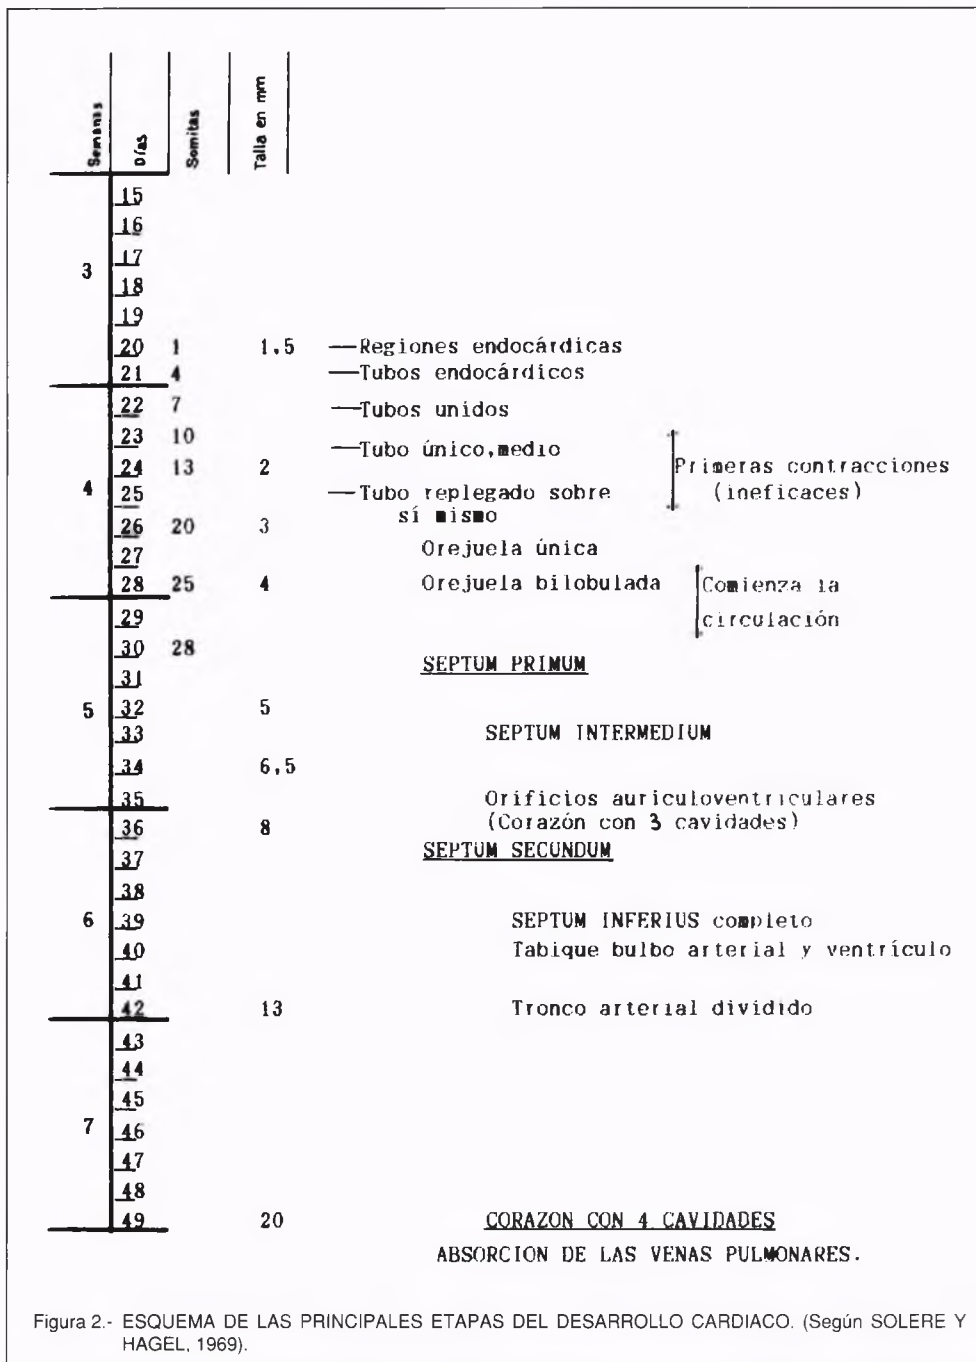 Semanas Días Somitas Talla en mm
15
16
17
3
18
19
20 1 1,5 —Regiones endocárdicas
21 4 —Tubos endocárdicos
22 7 —Tubos unidos
23 10
—Tubo único,medio
24 13 2 Primeras contracciones
4
25 —Tubo replegado sobre (ineficaces)
sí mismo
26 20 3
Orejuela única
27
28 25 4 Orejuela bilobulada Comienza la
29 circulación
30 28
SEPTUM PRIMUM
31
5 32 5
33 SEPTUM INTERMEDIUM
34 6,5
35 Orificios auriculoventriculares
36 8 (Corazón con 3 cavidades)
SEPTUM SECUNDUM
37
38
6 39 SEPTUM INFERIUS completo
40 Tabique bulbo arterial y ventrículo
41
42 13 Tronco arterial dividido
43
44
45
7 46
47
48
49 20 CORAZON CON 4 CAVIDADES
ABSORCION DE LAS VENAS PULMONARES.
Figura 2.- ESQUEMA DE LAS PRINCIPALES ETAPAS DEL DESARROLLO CARDIACO. (Según SOLERE Y
HAGEL, 1969).